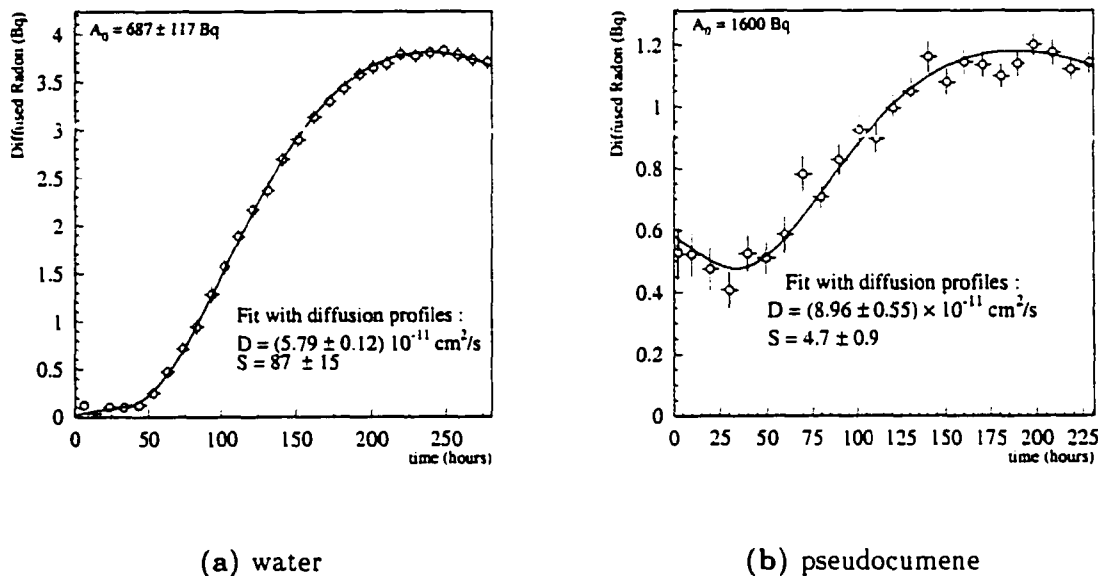 A₀ = 687 ± 117 Bq
Diffused Radon (Bq)
4
3.5
3
2.5
2
1.5
1
0.5
0
Fit with diffusion profiles :
D = (5.79 ± 0.12) 10⁻¹¹ cm²/s
S = 87 ± 15
0 50 100 150 200 250
time (hours)
(a) water
A₀ = 1600 Bq
Diffused Radon (Bq)
1.2
1
0.8
0.6
0.4
0.2
0
Fit with diffusion profiles :
D = (8.96 ± 0.55) × 10⁻¹¹ cm²/s
S = 4.7 ± 0.9
0 25 50 75 100 125 150 175 200 225
time (hours)
(b) pseudocumene